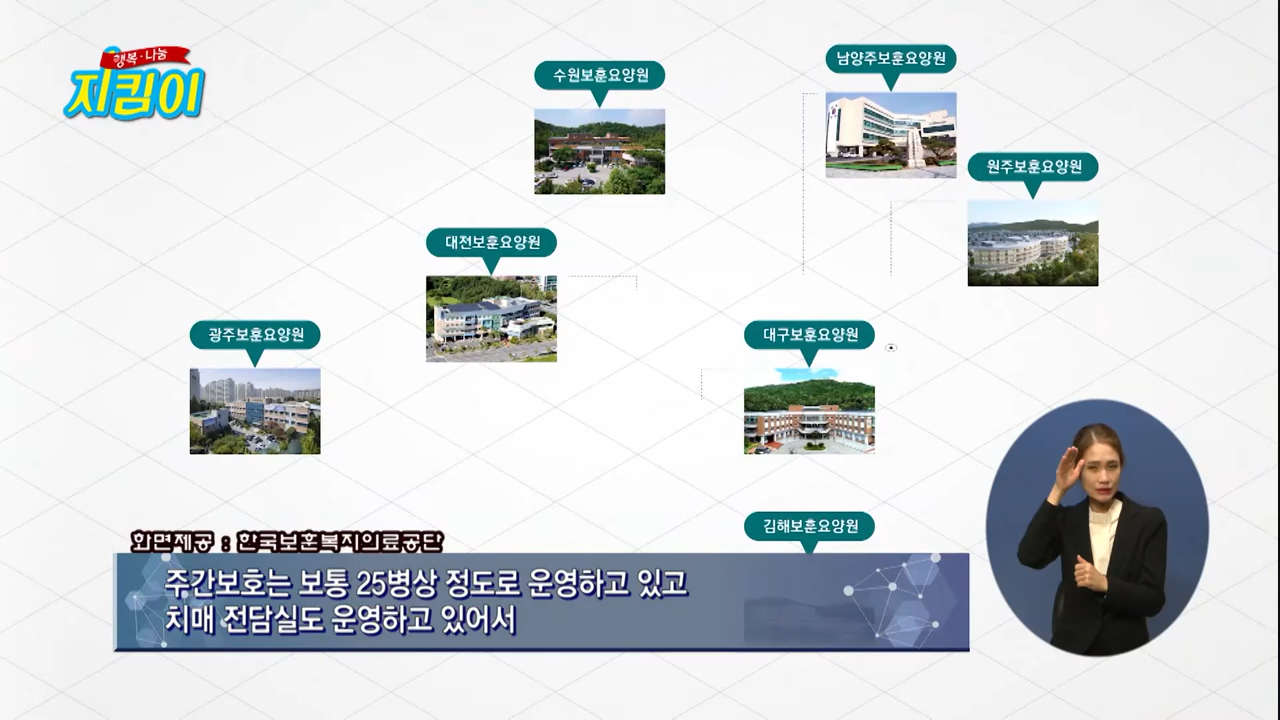 행복·나눔
지킴이
수원보훈요양원
남양주보훈요양원
원주보훈요양원
대전보훈요양원
광주보훈요양원
대구보훈요양원
김해보훈요양원
화면제공 : 한국보훈복지의료공단
주간보호는 보통 25병상 정도로 운영하고 있고
치매 전담실도 운영하고 있어서